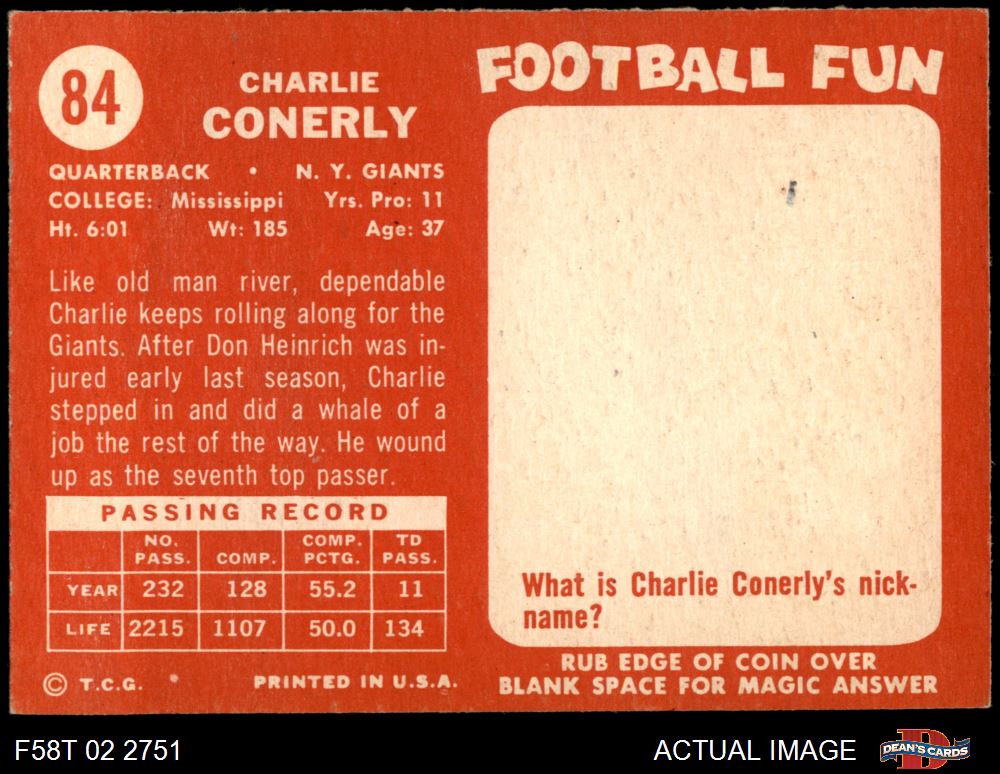 84
CHARLIE
CONERLY
QUARTERBACK • N. Y. GIANTS
COLLEGE: Mississippi Yrs. Pro: 11
Ht. 6:01 Wt: 185 Age: 37
Like old man river, dependable
Charlie keeps rolling along for the
Giants. After Don Heinrich was in-
jured early last season, Charlie
stepped in and did a whale of a
job the rest of the way. He wound
up as the seventh top passer.
PASSING RECORD
NO. PASS. COMP. COMP. PCTG. TD PASS.
YEAR 232 128 55.2 11
LIFE 2215 1107 50.0 134
© T.C.G. PRINTED IN U.S.A.
FOOTBALL FUN
What is Charlie Conerly's nick-
name?
RUB EDGE OF COIN OVER
BLANK SPACE FOR MAGIC ANSWER
F58T 02 2751
ACTUAL IMAGE
D
DEAN'S CARDS